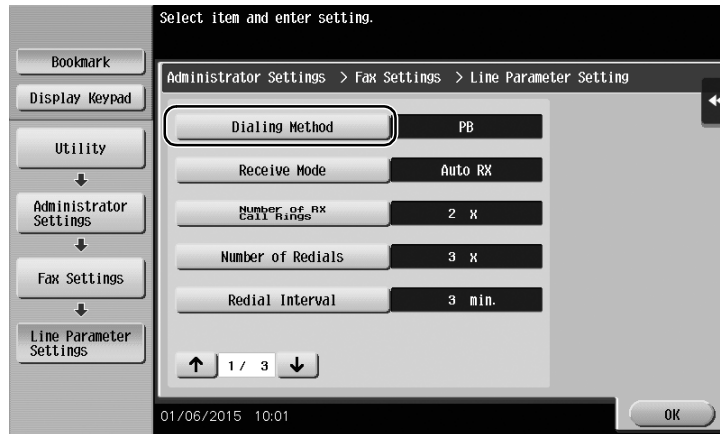 Select item and enter setting.
Bookmark
Display Keypad
Utility
Administrator
Settings
Fax Settings
Line Parameter
Settings
Administrator Settings > Fax Settings > Line Parameter Setting
Dialing Method PB
Receive Mode Auto RX
Number of RX
Call Rings 2 X
Number of Redials 3 X
Redial Interval 3 min.
1/ 3
01/06/2015 10:01
OK